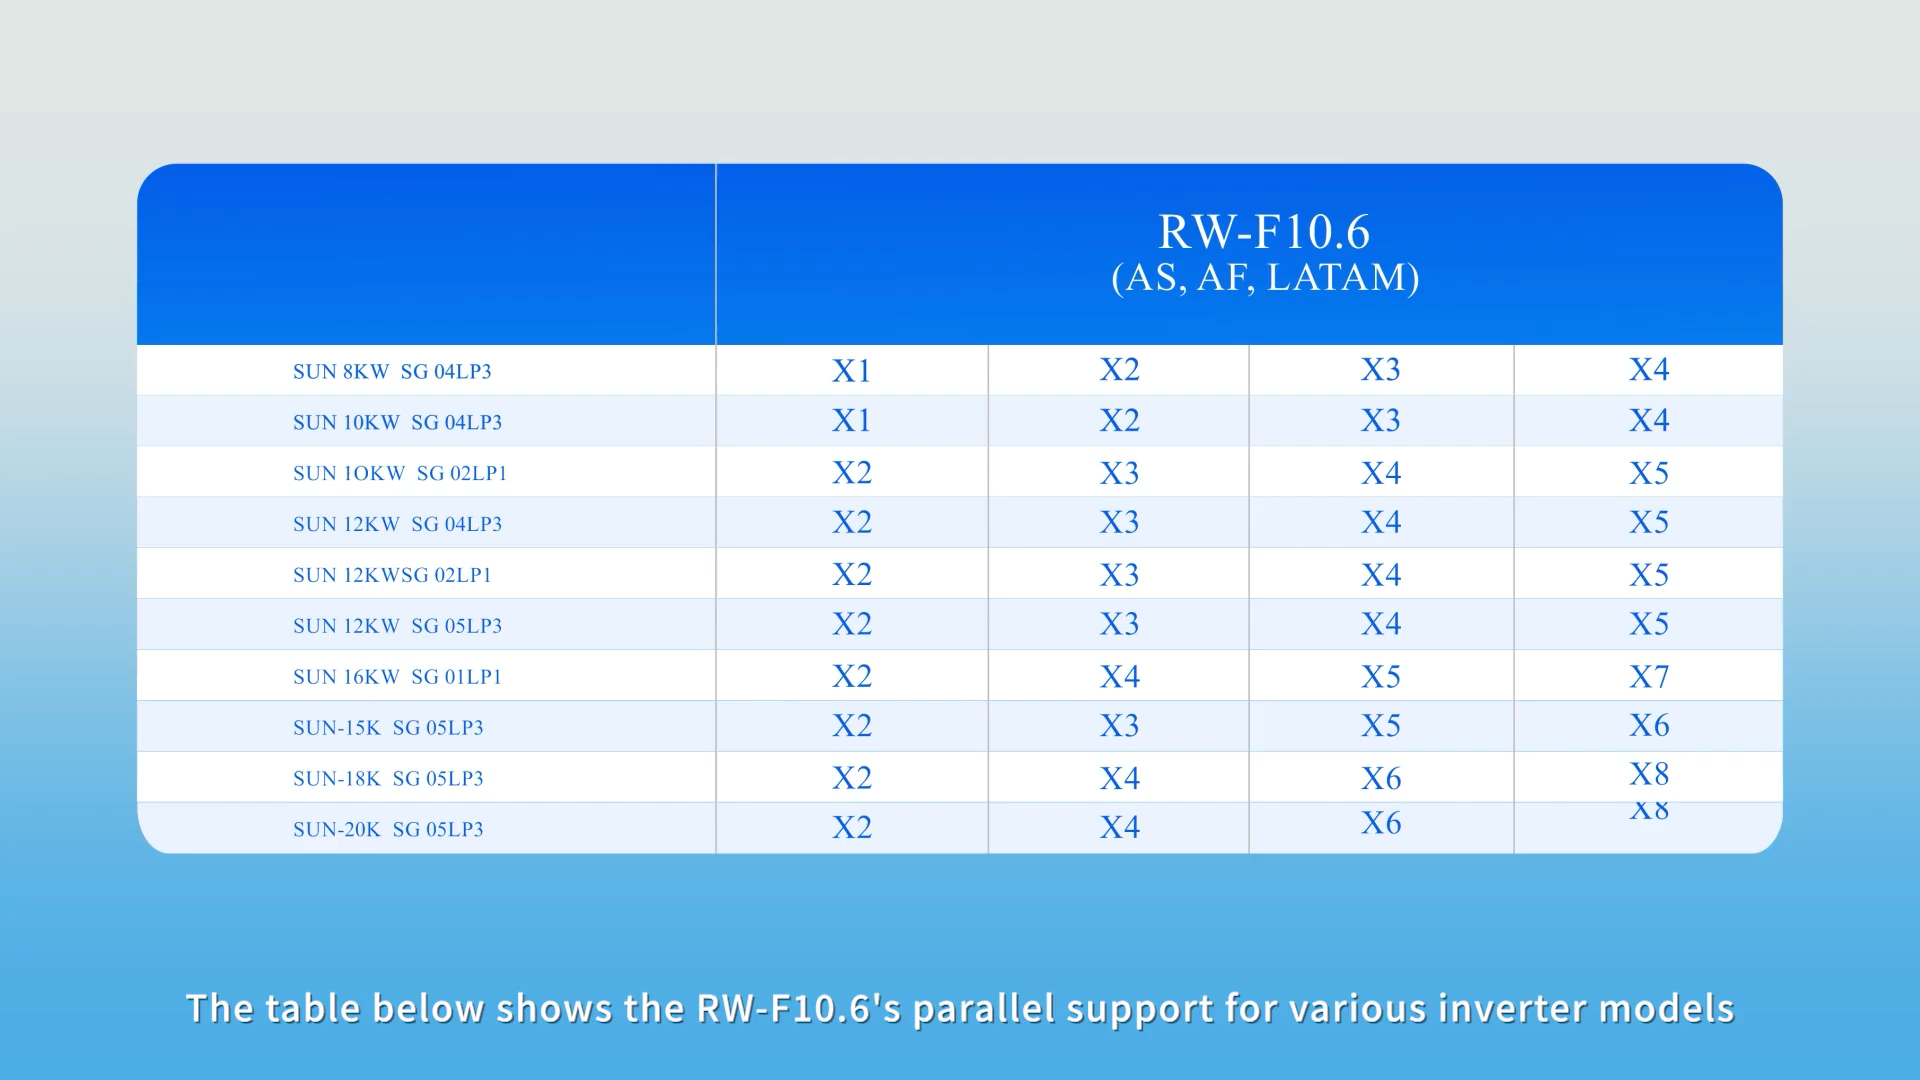 RW-F10.6
(AS, AF, LATAM)
SUN 8KW SG 04LP3 X1 X2 X3 X4
SUN 10KW SG 04LP3 X1 X2 X3 X4
SUN 1OKW SG 02LP1 X2 X3 X4 X5
SUN 12KW SG 04LP3 X2 X3 X4 X5
SUN 12KWSG 02LP1 X2 X3 X4 X5
SUN 12KW SG 05LP3 X2 X3 X4 X5
SUN 16KW SG 01LP1 X2 X4 X5 X7
SUN-15K SG 05LP3 X2 X3 X5 X6
SUN-18K SG 05LP3 X2 X4 X6 X8
SUN-20K SG 05LP3 X2 X4 X6 X8
The table below shows the RW-F10.6's parallel support for various inverter models